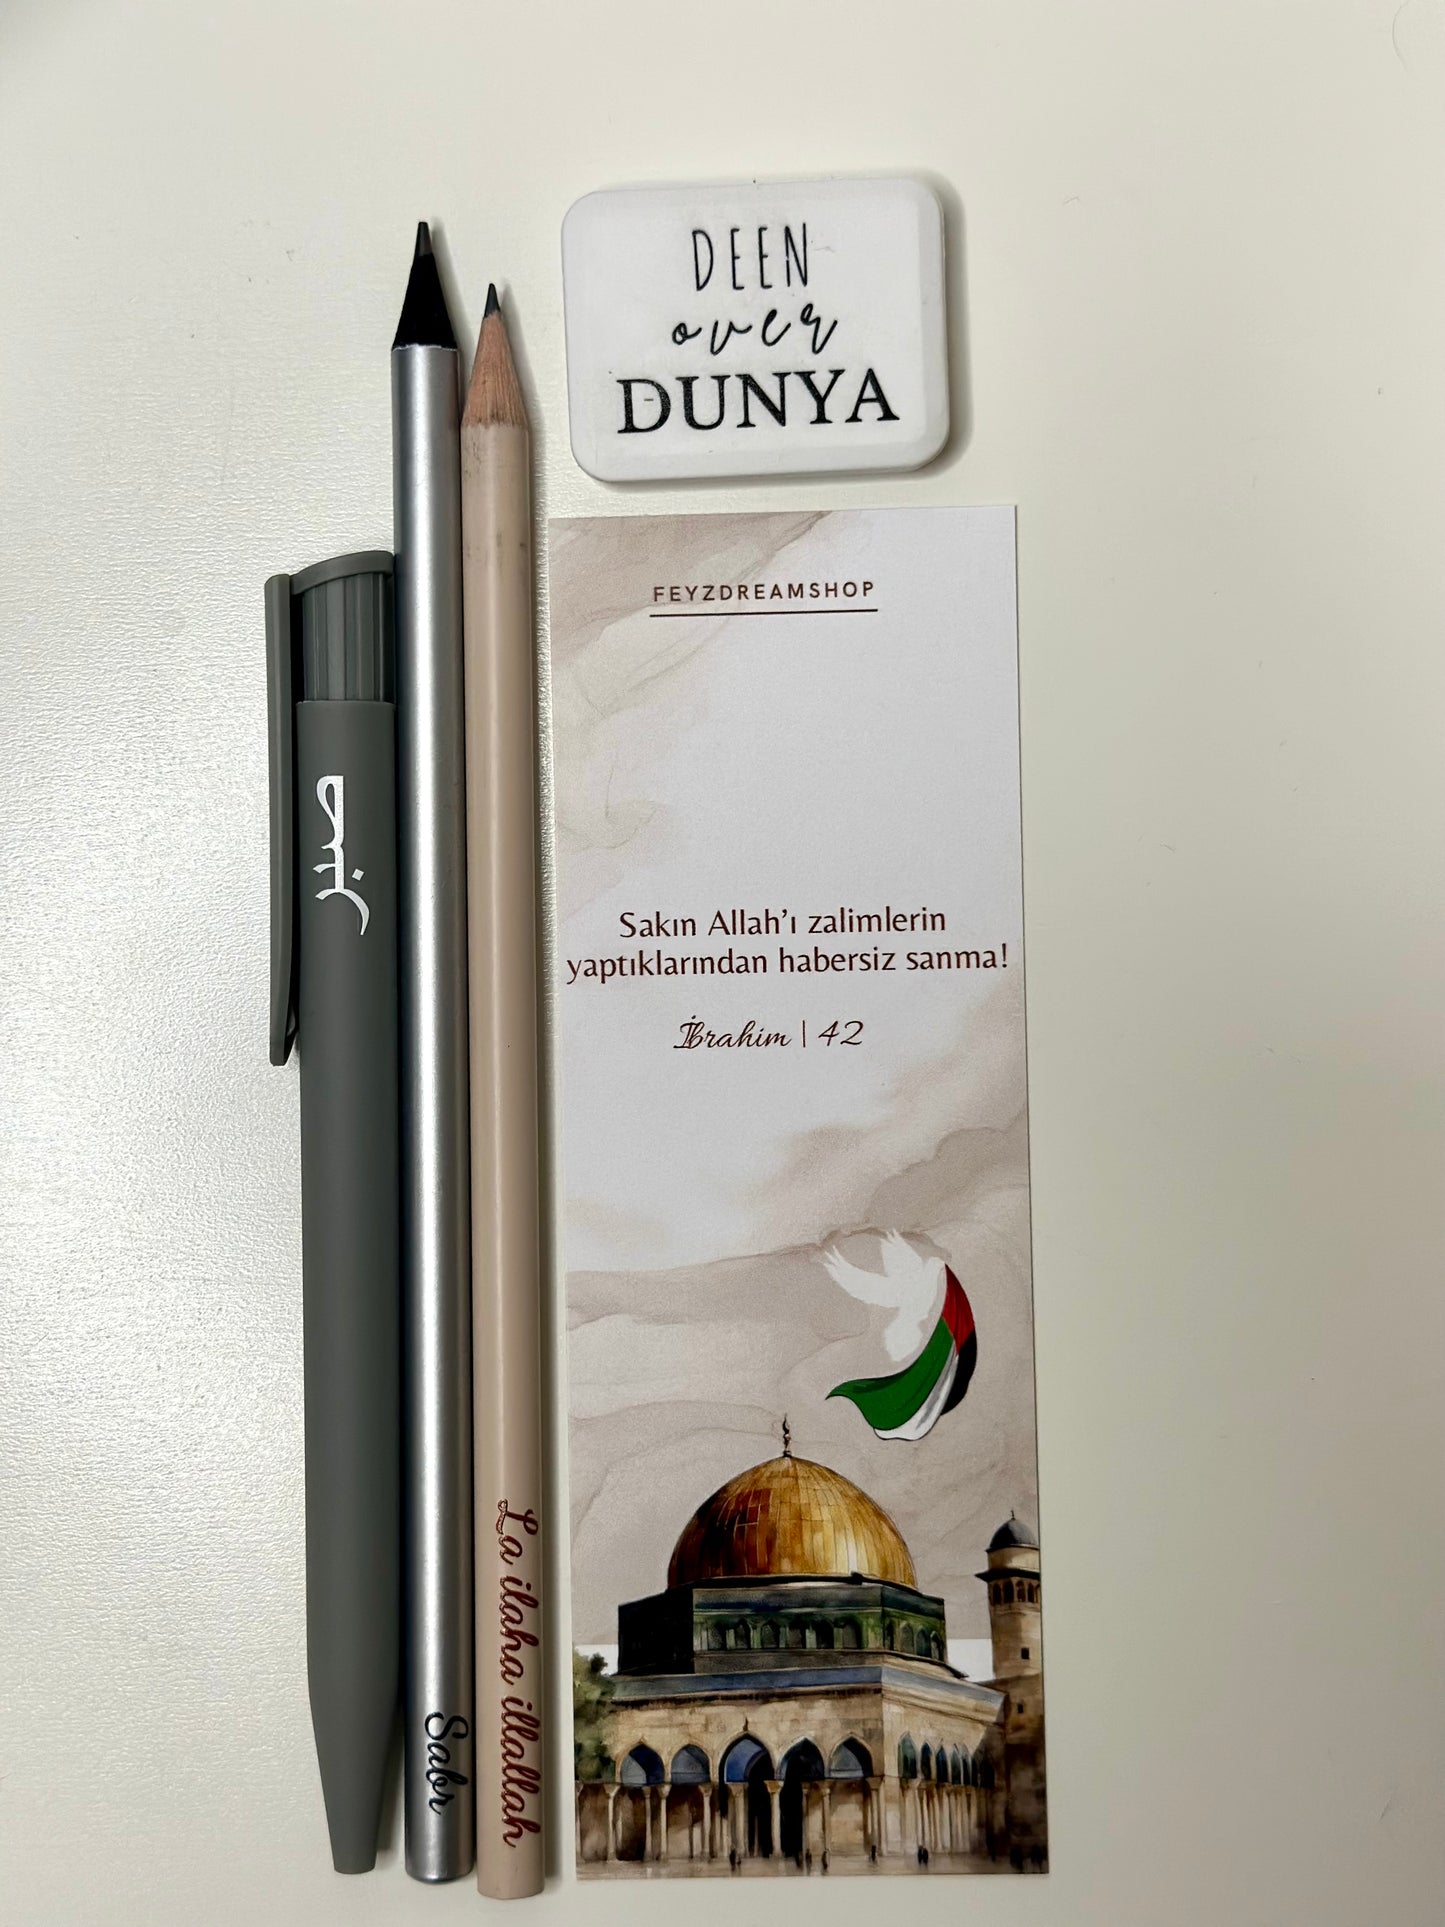 DEEN
over
DUNYA
FEYZDREAMSHOP
Sakın Allah’ı zalimlerin
yaptıklarından habersiz sanma!
İbrahim | 42
صبر
Sabr
La ilaha illallah